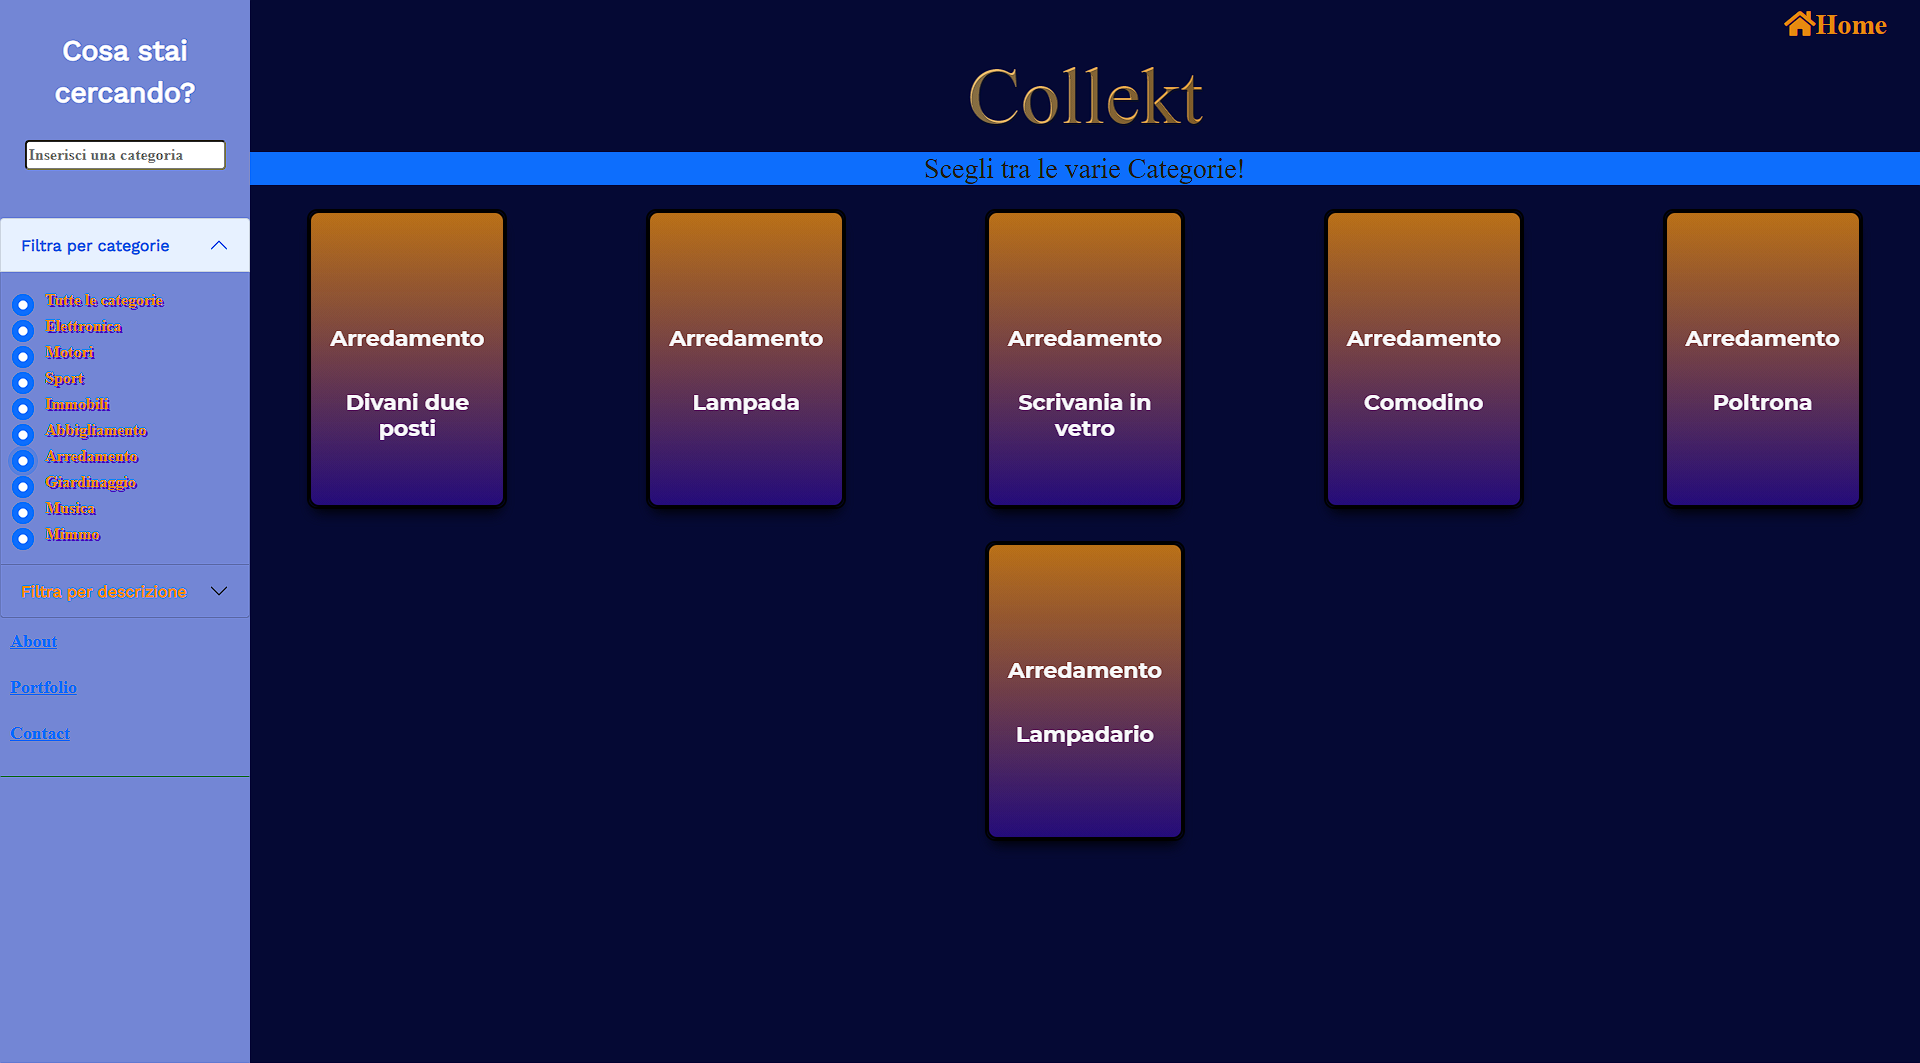 Cosa stai
cercando?
Inserisci una categoria
Filtra per categorie
Tutte le categorie
Elettronica
Motori
Sport
Immobili
Abbigliamento
Arredamento
Giardinaggio
Musica
Mimmo
Filtra per descrizione
About
Portfolio
Contact
Home
Collekt
Scegli tra le varie Categorie!
Arredamento
Divani due
posti
Arredamento
Lampada
Arredamento
Scrivania in
vetro
Arredamento
Comodino
Arredamento
Poltrona
Arredamento
Lampadario